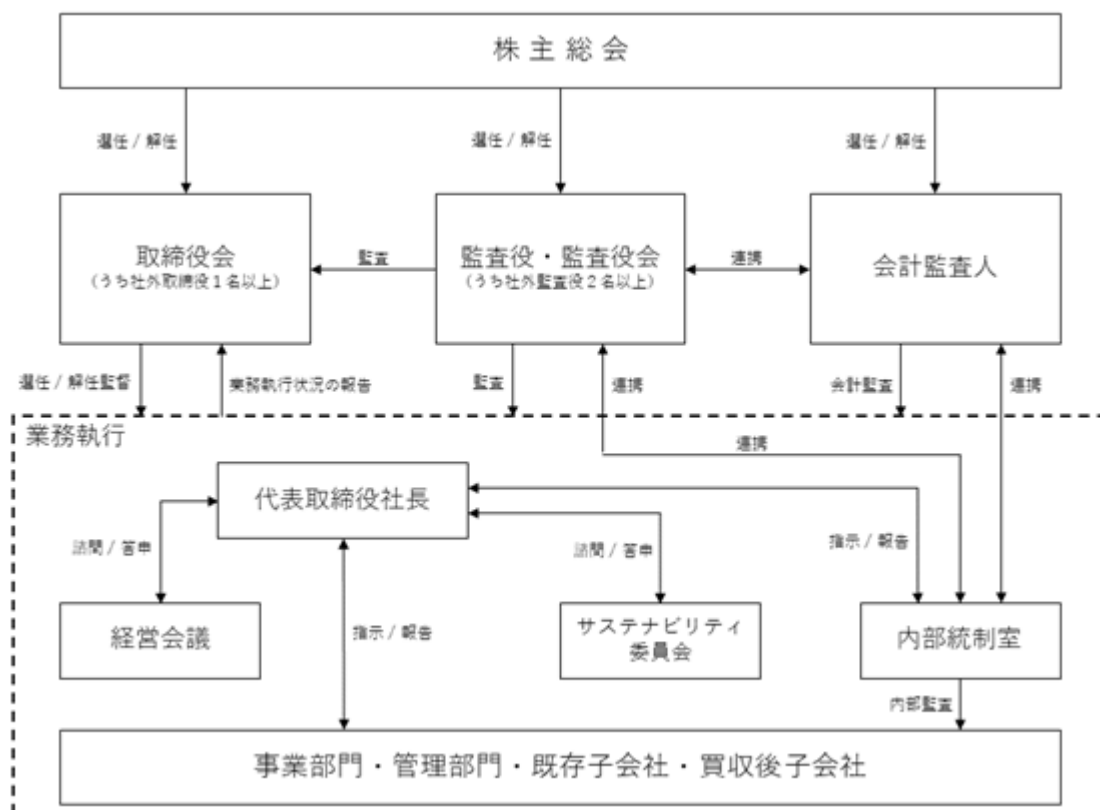 株主総会
選任 / 解任
選任 / 解任
選任 / 解任
取締役会
（うち社外取締役１名以上）
監査
監査役・監査役会
（うち社外監査役２名以上）
連携
会計監査人
選任 / 解任監督
業務執行状況の報告
監査
連携
会計監査
連携
業務執行
連携
代表取締役社長
諮問 / 答申
諮問 / 答申
指示 / 報告
経営会議
指示 / 報告
サステナビリティ
委員会
内部統制室
内部監査
事業部門・管理部門・既存子会社・買収後子会社